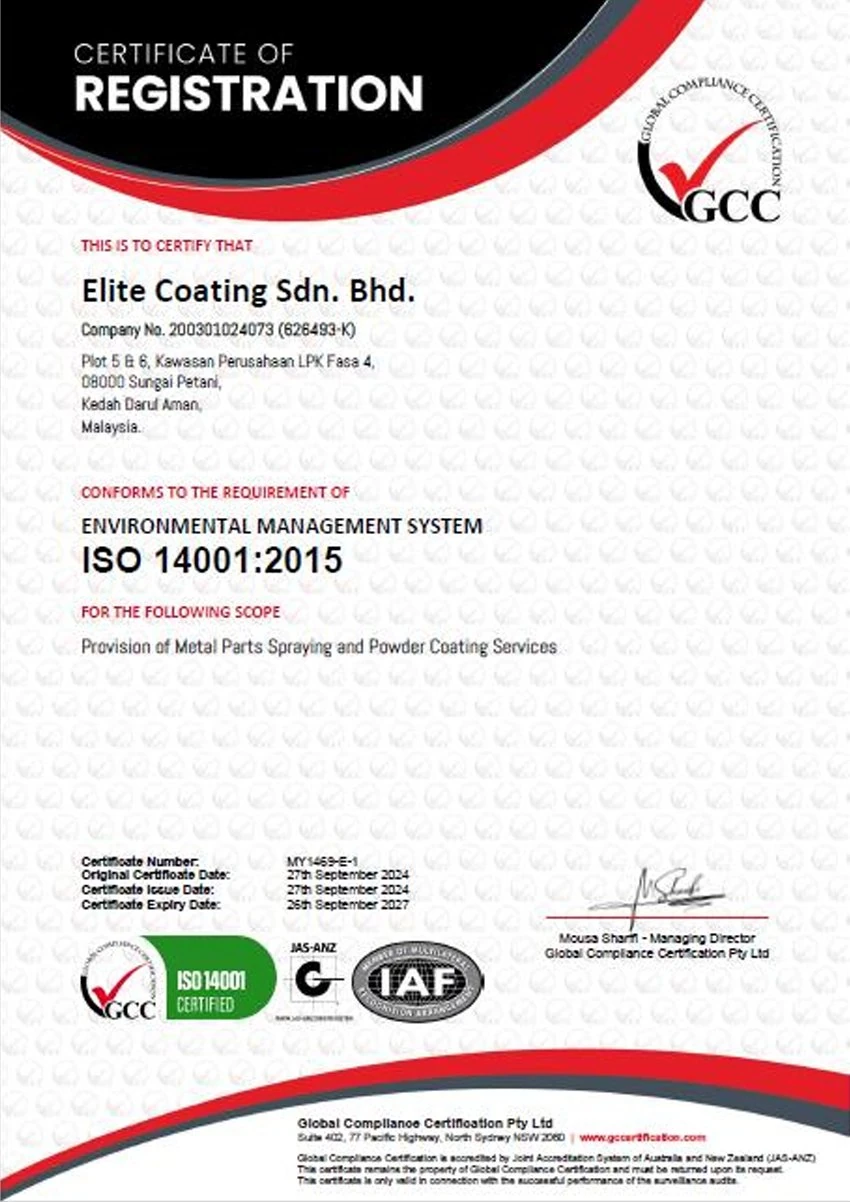 CERTIFICATE OF
REGISTRATION
GLOBAL COMPLIANCE CERTIFICATION
GCC
THIS IS TO CERTIFY THAT
Elite Coating Sdn. Bhd.
Company No. 200301024073 (626493-K)
Plot 5 & 6, Kawasan Perusahaan LPK Fasa 4,
08000 Sungai Petani,
Kedah Darul Aman,
Malaysia.
CONFORMS TO THE REQUIREMENT OF
ENVIRONMENTAL MANAGEMENT SYSTEM
ISO 14001:2015
FOR THE FOLLOWING SCOPE
Provision of Metal Parts Spraying and Powder Coating Services
Certificate Number: MY1469-E-1
Original Certificate Date: 27th September 2024
Certificate Issue Date: 27th September 2024
Certificate Expiry Date: 26th September 2027
Mousa Sharifi - Managing Director
Global Compliance Certification Pty Ltd
GLOBAL COMPLIANCE CERTIFICATION
GCC
ISO 14001
CERTIFIED
JAS-ANZ
MEMBER OF MULTILATERAL
IAF
RECOGNITION ARRANGEMENT
Global Compliance Certification Pty Ltd
Suite 402, 77 Pacific Highway, North Sydney NSW 2060 | www.gccertification.com
Global Compliance Certification is accredited by Joint Accreditation System of Australia and New Zealand (JAS-ANZ)
This certificate remains the property of Global Compliance Certification and must be returned upon its request.
This certificate is only valid in connection with the successful performance of the surveillance audits.